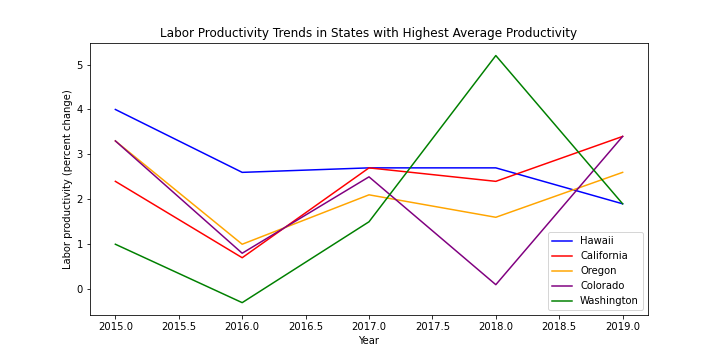 Labor Productivity Trends in States with Highest Average Productivity
Labor productivity (percent change)
5
4
3
2
1
0
Hawaii
California
Oregon
Colorado
Washington
2015.0 2015.5 2016.0 2016.5 2017.0 2017.5 2018.0 2018.5 2019.0
Year